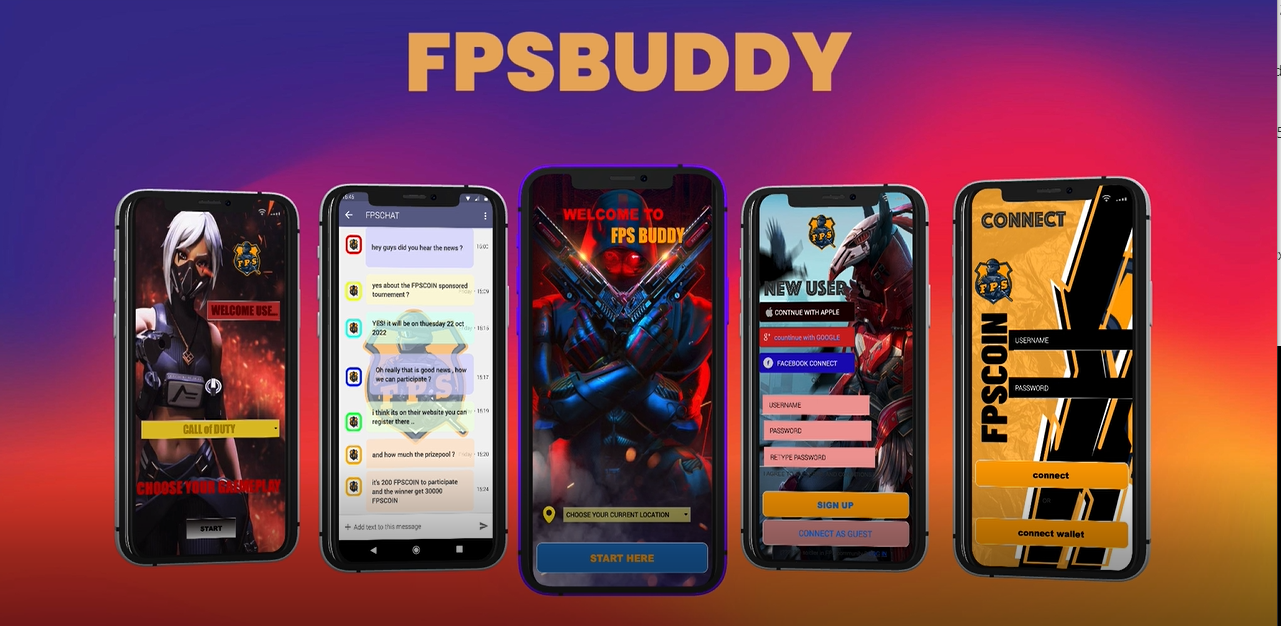 FPSBUDDY
WELCOME USE...
CALL of DUTY
CHOOSE YOUR GAMEPLAY
START
FPSCHAT
hey guys did you hear the news ?
yes about the FPSCOIN sponsored
tournement ?
15:09
YES! it will be on thuesday 22 oct
2022
15:15
Oh really that is good news , how
we can participate ?
15:17
i think its on their website you can
register there ..
15:19
and how much the prizepool ?
15:20
it's 200 FPSCOIN to participate
and the winner get 30000
FPSCOIN
15:24
Add text to this message
WELCOME TO
FPS BUDDY
CHOOSE YOUR CURRENT LOCATION
START HERE
FPS
NEW USER
CONTNUE WITH APPLE
countinue with GOOGLE
FACEBOOK CONNECT
USERNAME
PASSWORD
RETYPE PASSWORD
SIGN UP
CONNECT AS GUEST
CONNECT
FPS
FPSCOIN
USERNAME
PASSWORD
connect
connect wallet